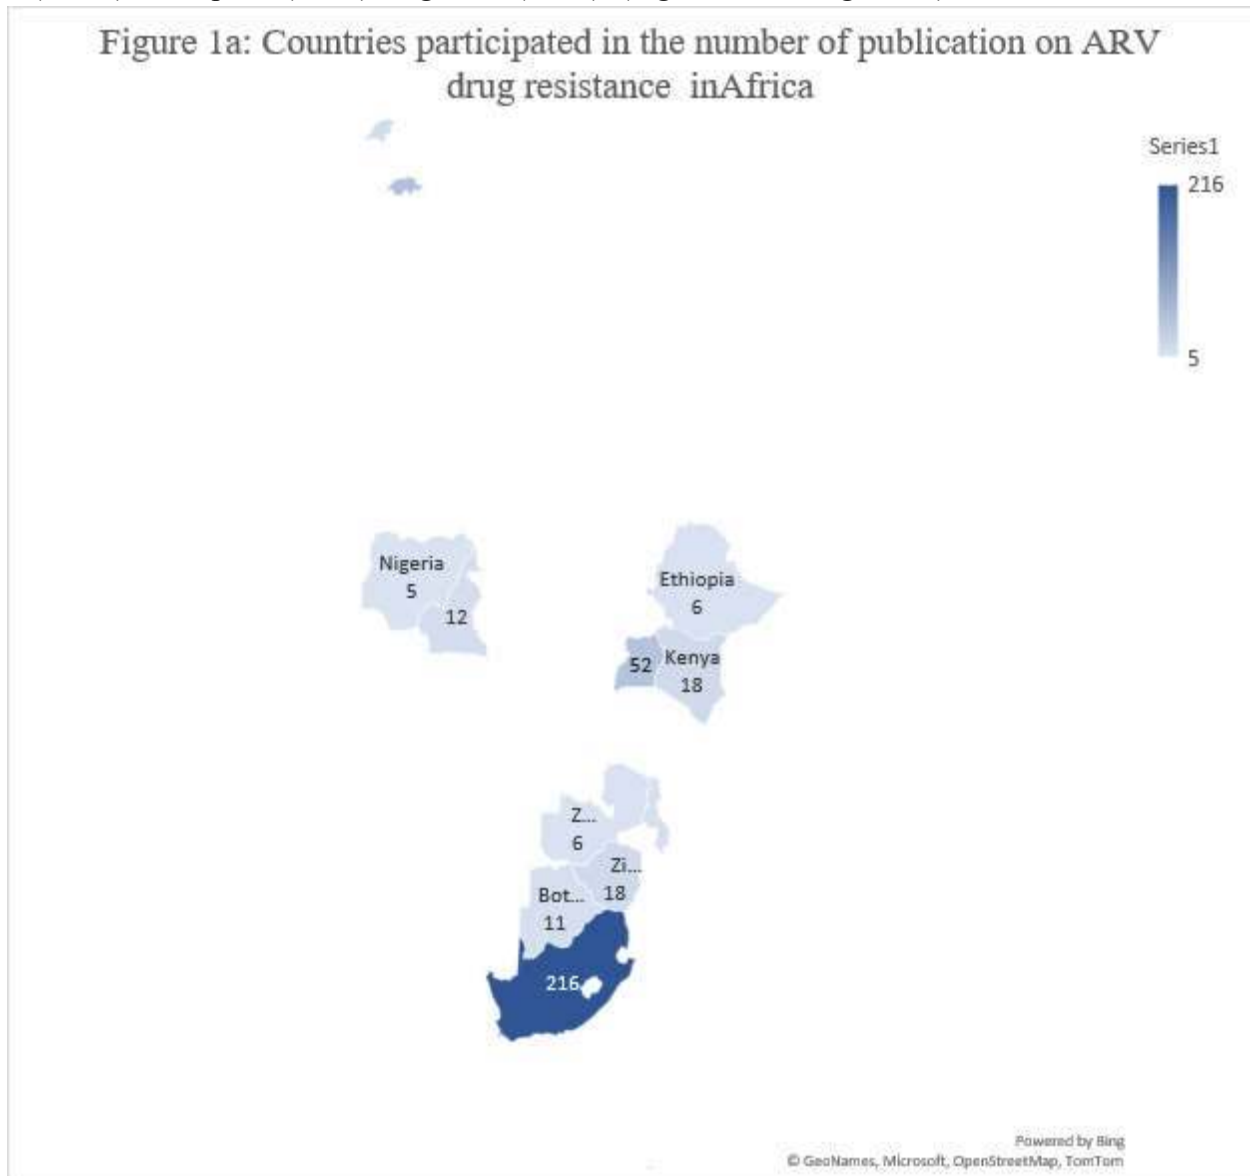 Figure 1a: Countries participated in the number of publication on ARV
drug resistance inAfrica
Series1
216
5
Nigeria
5
12
Ethiopia
6
52
Kenya
18
Z...
6
Zi...
18
Bot...
11
216
Powered by Bing
© GeoNames, Microsoft, OpenStreetMap, TomTom